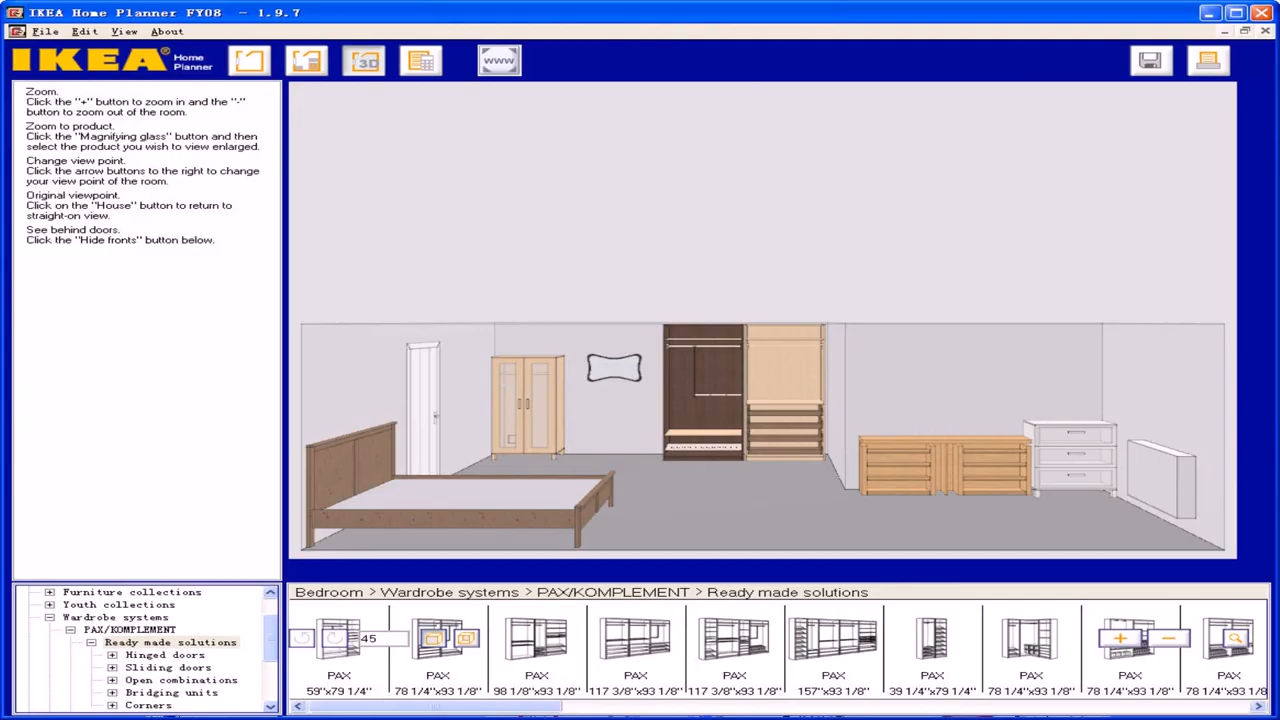 IKEA Home Planner FY08 - 1.9.7
File Edit View About
IKEA® Home Planner
3D
WWW
Zoom.
Click the "+" button to zoom in and the "-"
button to zoom out of the room.
Zoom to product.
Click the "Magnifying glass" button and then
select the product you wish to view enlarged.
Change view point.
Click the arrow buttons to the right to change
your view point of the room.
Original viewpoint.
Click on the "House" button to return to
straight-on view.
See behind doors.
Click the "Hide fronts" button below.
Furniture collections
Youth collections
Wardrobe systems
PAX/KOMPLEMENT
Ready made solutions
Hinged doors
Sliding doors
Open combinations
Bridging units
Corners
Bedroom > Wardrobe systems > PAX/KOMPLEMENT > Ready made solutions
45
PAX PAX PAX PAX PAX PAX PAX PAX PAX PAX
59"x79 1/4" 78 1/4"x93 1/8" 98 1/8"x93 1/8" 117 3/8"x93 1/8" 117 3/8"x93 1/8" 157"x93 1/8" 39 1/4"x79 1/4" 78 1/4"x93 1/8" 78 1/4"x93 1/8" 78 1/4"x93 1/8